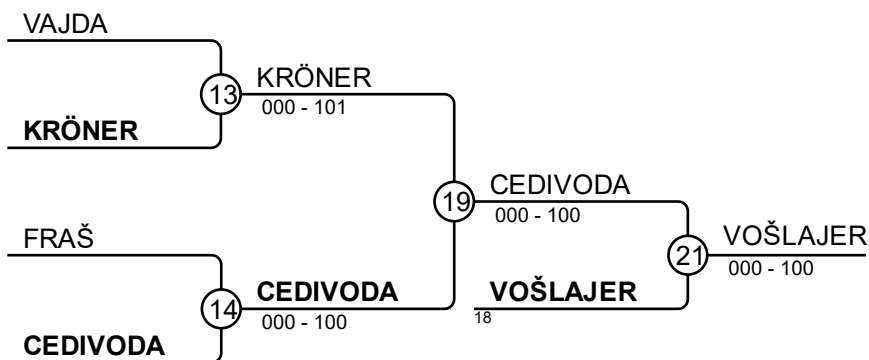 VAJDA
13
KRÖNER
000 - 101
KRÖNER
19
CEDIVODA
000 - 100
FRAŠ
21
VOŠLAJER
000 - 100
14
CEDIVODA
000 - 100
VOŠLAJER
18
CEDIVODA